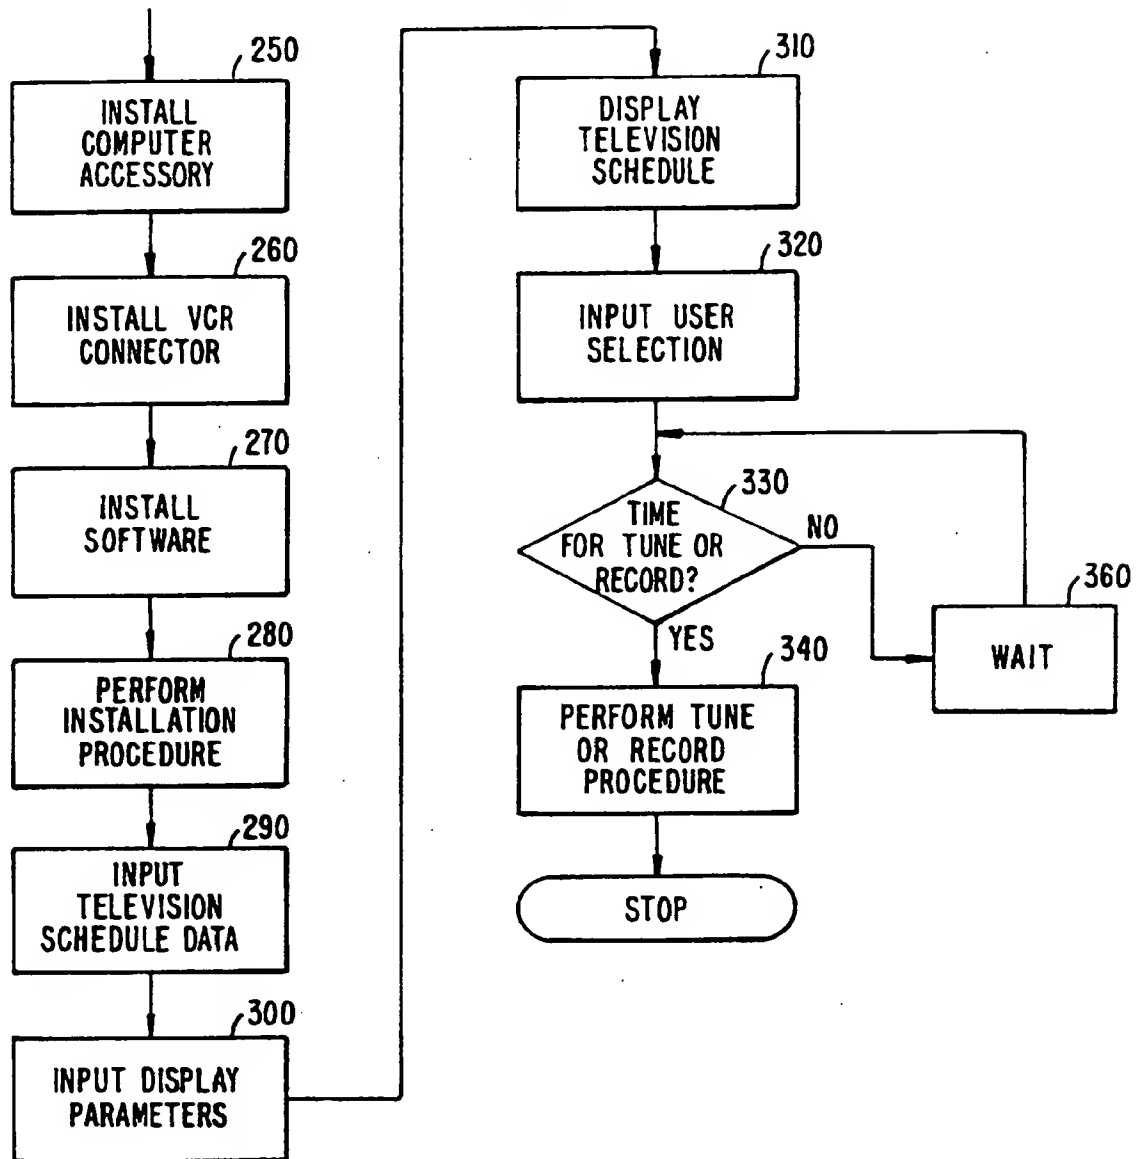 250
INSTALL
COMPUTER
ACCESSORY
260
INSTALL VCR
CONNECTOR
270
INSTALL
SOFTWARE
280
PERFORM
INSTALLATION
PROCEDURE
290
INPUT
TELEVISION
SCHEDULE DATA
300
INPUT DISPLAY
PARAMETERS
310
DISPLAY
TELEVISION
SCHEDULE
320
INPUT USER
SELECTION
330
TIME
FOR TUNE OR
RECORD?
NO
YES
360
WAIT
340
PERFORM TUNE
OR RECORD
PROCEDURE
STOP